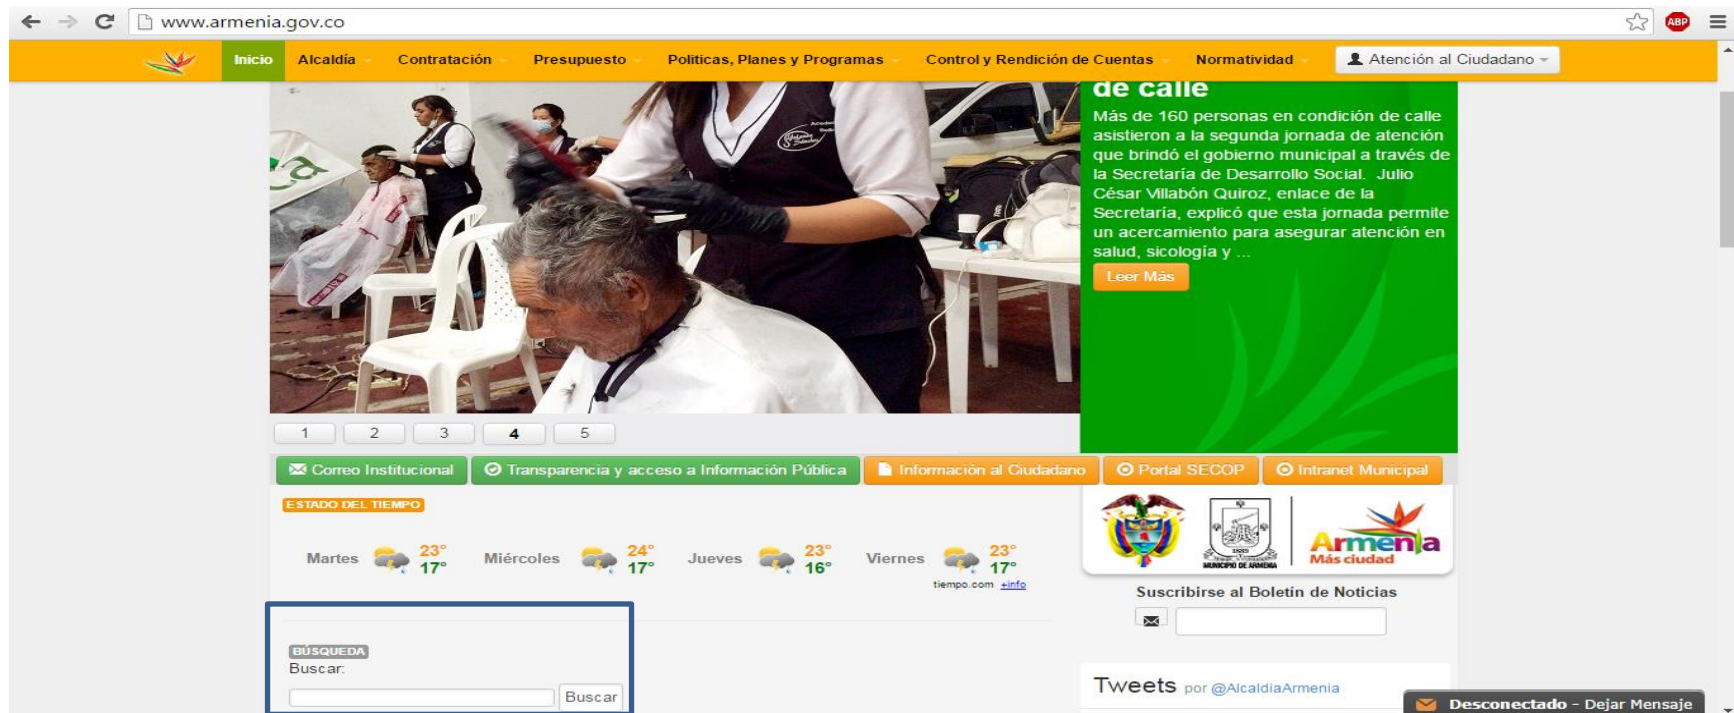 www.armenia.gov.co
ABP
Inicio Alcaldía Contratación Presupuesto Políticas, Planes y Programas Control y Rendición de Cuentas Normatividad Atención al Ciudadano
de calle
Más de 160 personas en condición de calle
asistieron a la segunda jornada de atención
que brindó el gobierno municipal a través de
la Secretaría de Desarrollo Social. Julio
César Villabón Quiroz, enlace de la
Secretaría, explicó que esta jornada permite
un acercamiento para asegurar atención en
salud, sicología y ...
Leer Más
1 2 3 4 5
Correo Institucional Transparencia y acceso a Información Pública Información al Ciudadano Portal SECOP Intranet Municipal
ESTADO DEL TIEMPO
Martes 23° 17° Miércoles 24° 17° Jueves 23° 16° Viernes 23° 17°
tiempo.com +info
1889
MUNICIPIO DE ARMENIA
Armenia
Más ciudad
Suscribirse al Boletín de Noticias
BÚSQUEDA
Buscar:
Buscar
Tweets por @AlcaldiaArmenia
Desconectado - Dejar Mensaje